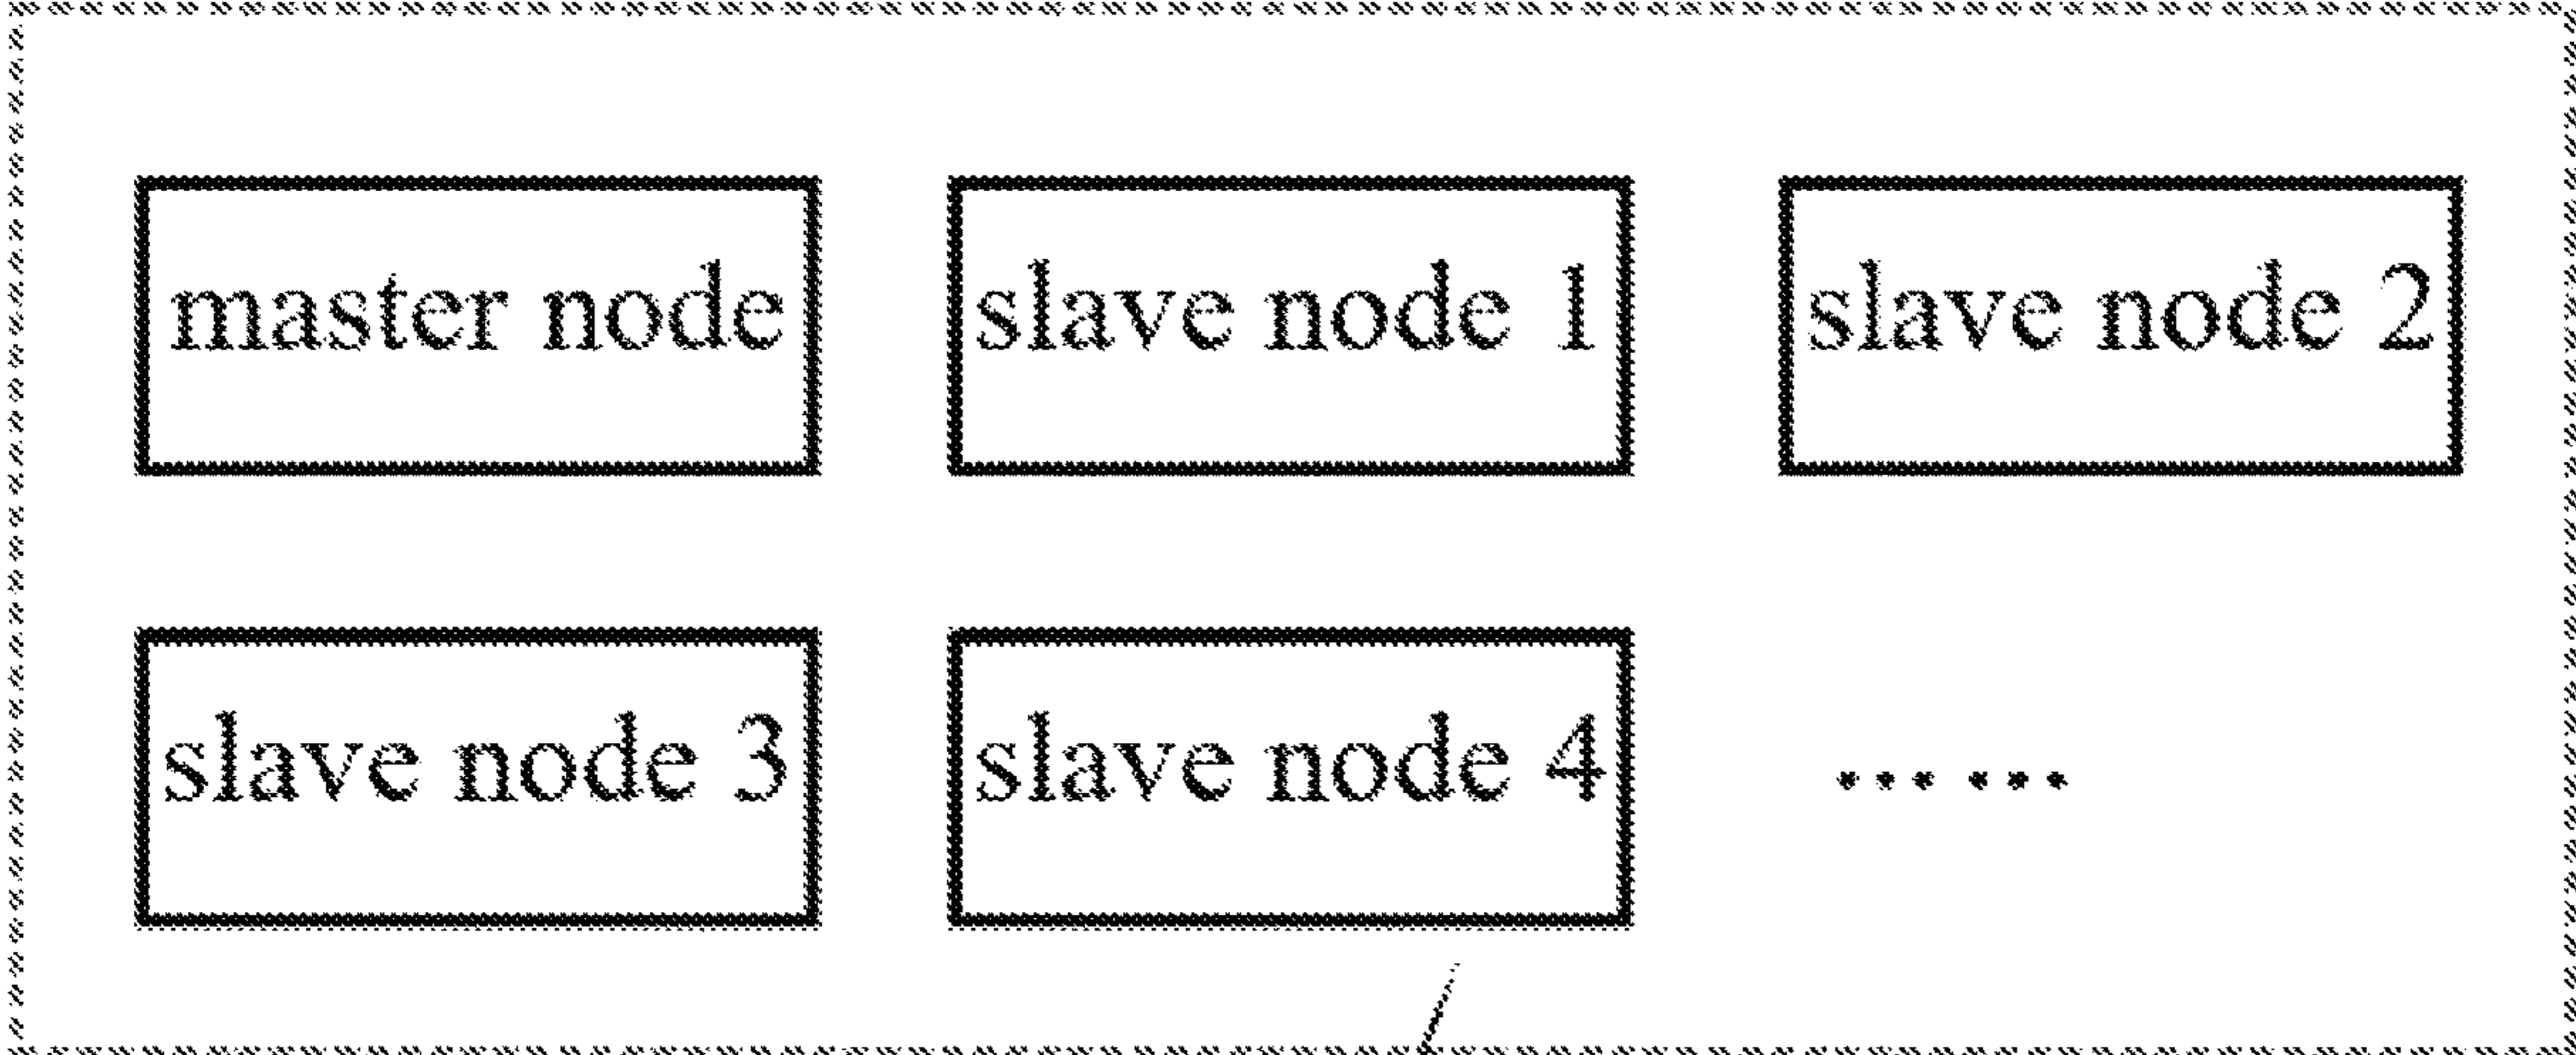 master node
slave node 1
slave node 2
slave node 3
slave node 4
... ...